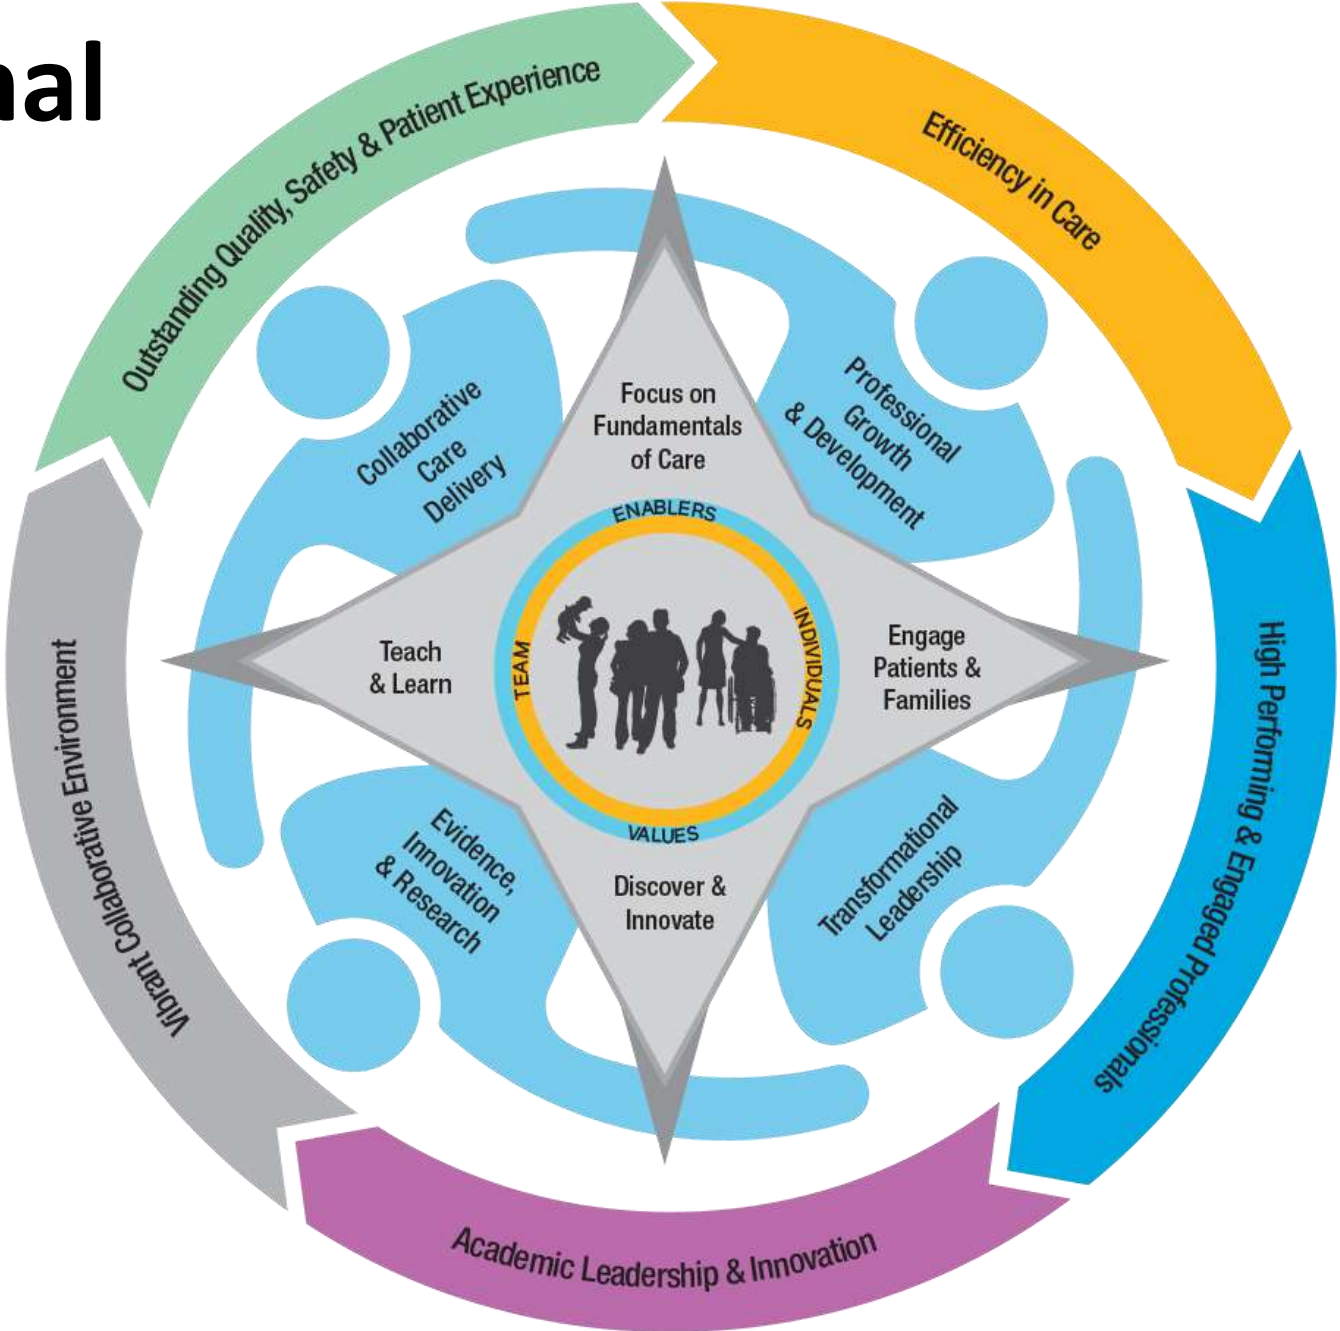 nal
Outstanding Quality, Safety & Patient Experience
Efficiency in Care
High Performing & Engaged Professionals
Academic Leadership & Innovation
Vibrant Collaborative Environment
Collaborative
Care
Delivery
Professional
Growth
& Development
Transformational
Leadership
Evidence,
Innovation
& Research
Focus on
Fundamentals
of Care
Engage
Patients &
Families
Discover &
Innovate
Teach
& Learn
ENABLERS
INDIVIDUALS
VALUES
TEAM